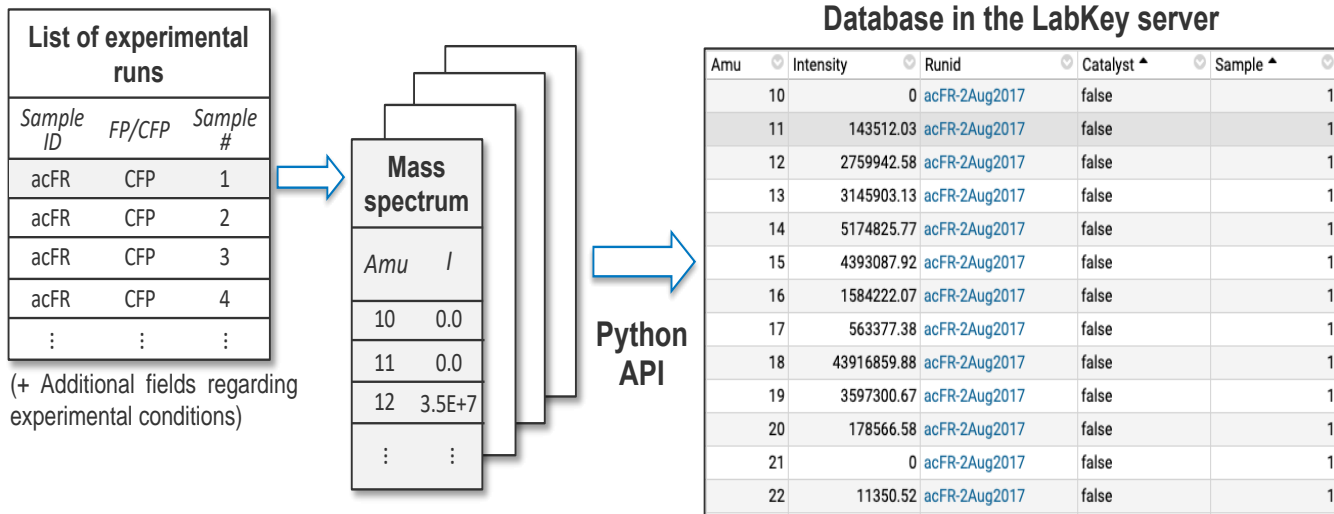 List of experimental
runs
Sample ID FP/CFP Sample #
acFR CFP 1
acFR CFP 2
acFR CFP 3
acFR CFP 4
⋮ ⋮ ⋮
(+ Additional fields regarding
experimental conditions)
Mass
spectrum
Amu I
10 0.0
11 0.0
12 3.5E+7
⋮ ⋮
Python
API
Database in the LabKey server
Amu Intensity Runid Catalyst Sample
10 0 acFR-2Aug2017 false 1
11 143512.03 acFR-2Aug2017 false 1
12 2759942.58 acFR-2Aug2017 false 1
13 3145903.13 acFR-2Aug2017 false 1
14 5174825.77 acFR-2Aug2017 false 1
15 4393087.92 acFR-2Aug2017 false 1
16 1584222.07 acFR-2Aug2017 false 1
17 563377.38 acFR-2Aug2017 false 1
18 43916859.88 acFR-2Aug2017 false 1
19 3597300.67 acFR-2Aug2017 false 1
20 178566.58 acFR-2Aug2017 false 1
21 0 acFR-2Aug2017 false 1
22 11350.52 acFR-2Aug2017 false 1